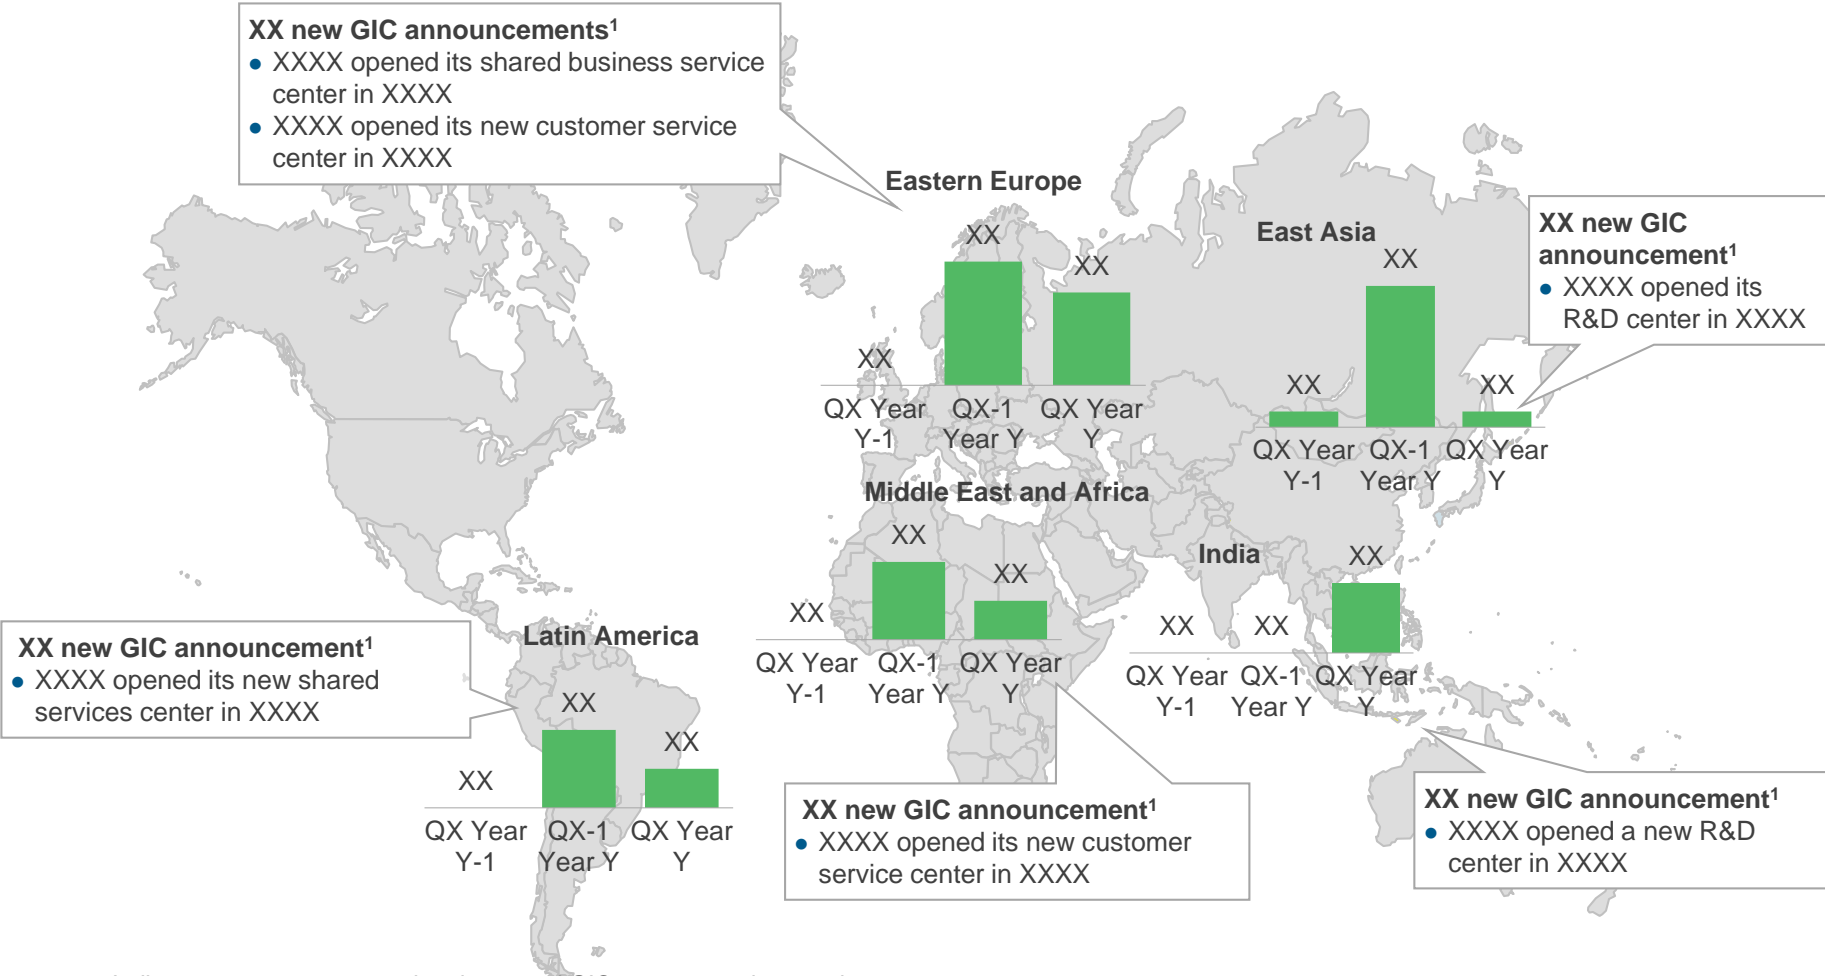 XX new GIC announcements¹
● XXXX opened its shared business service
center in XXXX
● XXXX opened its new customer service
center in XXXX
Eastern Europe
XX
XX
XX
QX Year
Y-1
QX-1
Year Y
QX Year
Y
East Asia
XX
XX
XX
QX Year
Y-1
QX-1
Year Y
QX Year
Y
XX new GIC
announcement¹
● XXXX opened its
R&D center in XXXX
Middle East and Africa
XX
XX
XX
QX Year
Y-1
QX-1
Year Y
QX Year
Y
India
XX
XX
XX
QX Year
Y-1
QX-1
Year Y
QX Year
Y
XX new GIC announcement¹
● XXXX opened its new shared
services center in XXXX
Latin America
XX
XX
XX
QX Year
Y-1
QX-1
Year Y
QX Year
Y
XX new GIC announcement¹
● XXXX opened its new customer
service center in XXXX
XX new GIC announcement¹
● XXXX opened a new R&D
center in XXXX